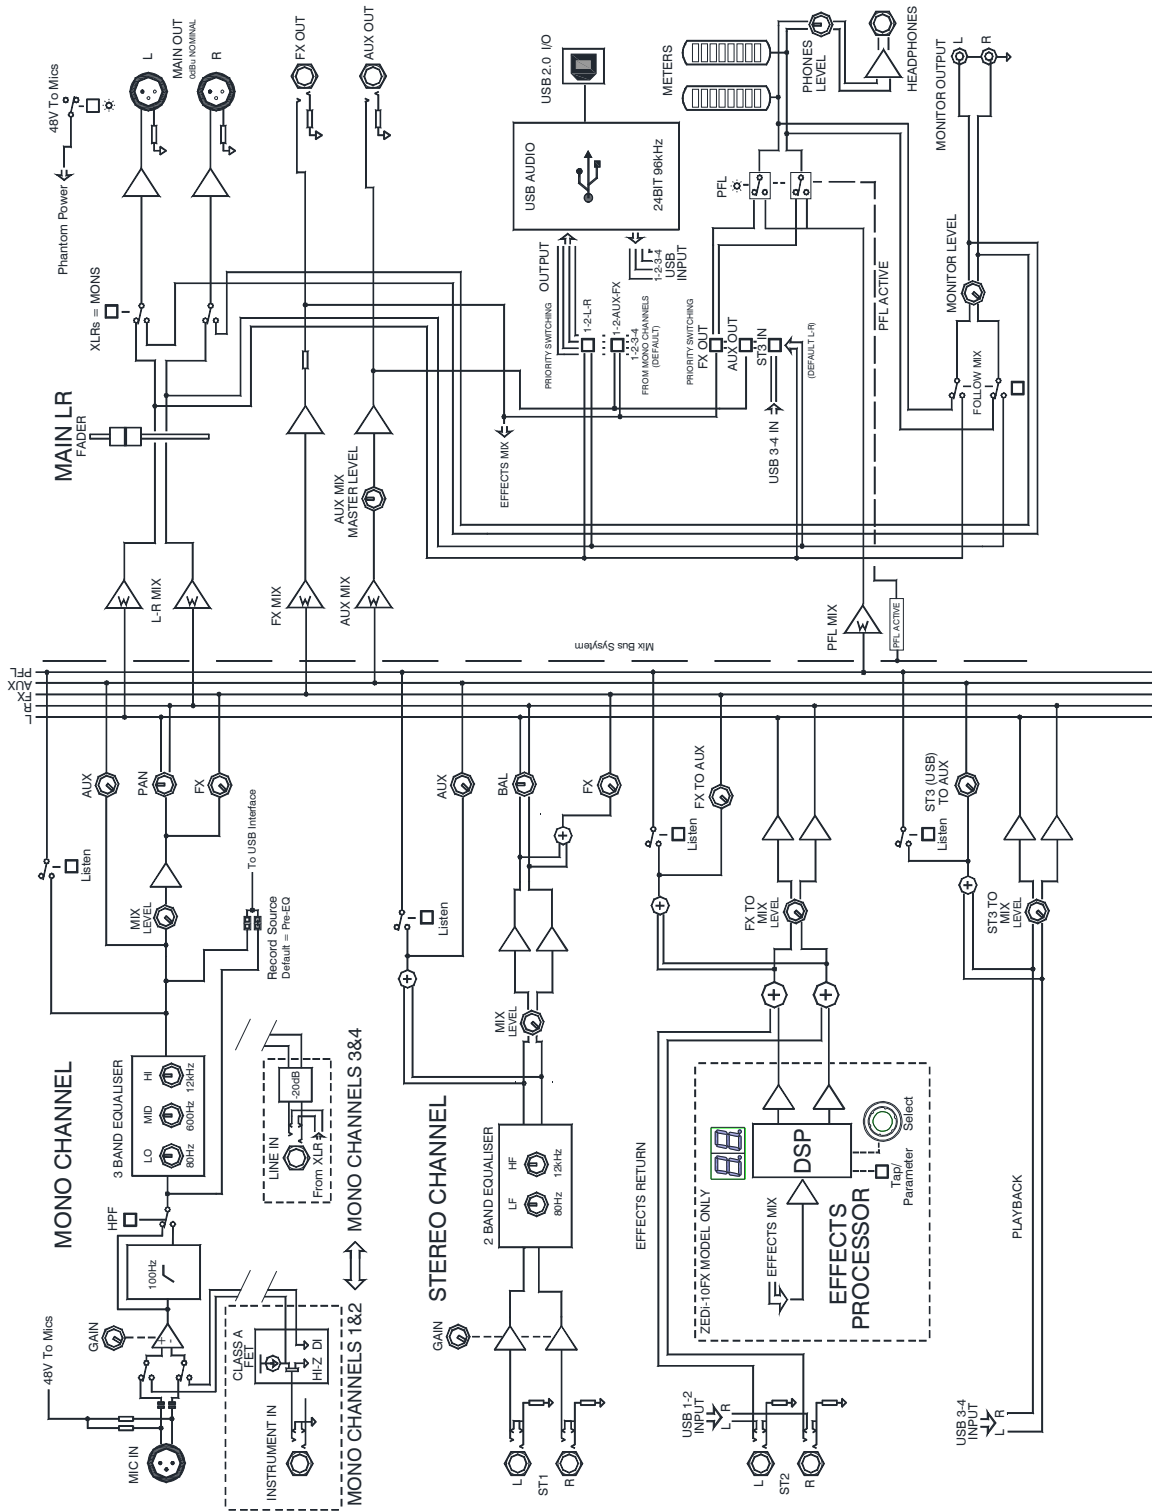 MONO CHANNEL
48V To Mics
MIC IN
GAIN
+
-
100Hz
HPF
3 BAND EQUALISER
LO
MID
HI
80Hz
600Hz
12kHz
MIX
LEVEL
Listen
AUX
PAN
FX
To USB Interface
Record Source
Default = Pre-EQ
INSTRUMENT IN
CLASS A
FET
HI-Z DI
MONO CHANNELS 1&2
MONO CHANNELS 3&4
LINE IN
-20dB
From XLR
STEREO CHANNEL
L
ST1
R
GAIN
2 BAND EQUALISER
LF
HF
80Hz
12kHz
MIX
LEVEL
+
Listen
+
AUX
BAL
FX
EFFECTS RETURN
USB 1-2
INPUT
L R
L
ST2
R
ZEDi-10FX MODEL ONLY
EFFECTS MIX
EFFECTS
PROCESSOR
DSP
Tap/
Parameter
Select
+
+
+
FX TO
MIX
LEVEL
Listen
FX TO AUX
USB 3-4
INPUT
L R
PLAYBACK
ST3 TO
MIX
LEVEL
+
Listen
ST3 (USB)
TO AUX
PFL
AUX
FX
R
L
Mix Bus Sysytem
L-R MIX
MAIN LR
FADER
XLRs = MONS
Phantom Power
48V To Mics
L
MAIN OUT
0dBu NOMINAL
R
FX MIX
FX OUT
AUX MIX
AUX MIX
MASTER LEVEL
AUX OUT
EFFECTS MIX
PRIORITY SWITCHING
OUTPUT
1-2-L-R
1-2-AUX-FX
1-2-3-4
FROM MONO CHANNELS
(DEFAULT)
USB AUDIO
24BIT 96kHz
USB 2.0 I/O
1-2-3-4
USB
INPUT
PRIORITY SWITCHING
FX OUT
AUX OUT
ST3 IN
USB 3-4 IN
(DEFAULT L-R)
PFL
METERS
PHONES
LEVEL
HEADPHONES
PFL MIX
PFL ACTIVE
PFL ACTIVE
FOLLOW MIX
MONITOR LEVEL
MONITOR OUTPUT
L
R